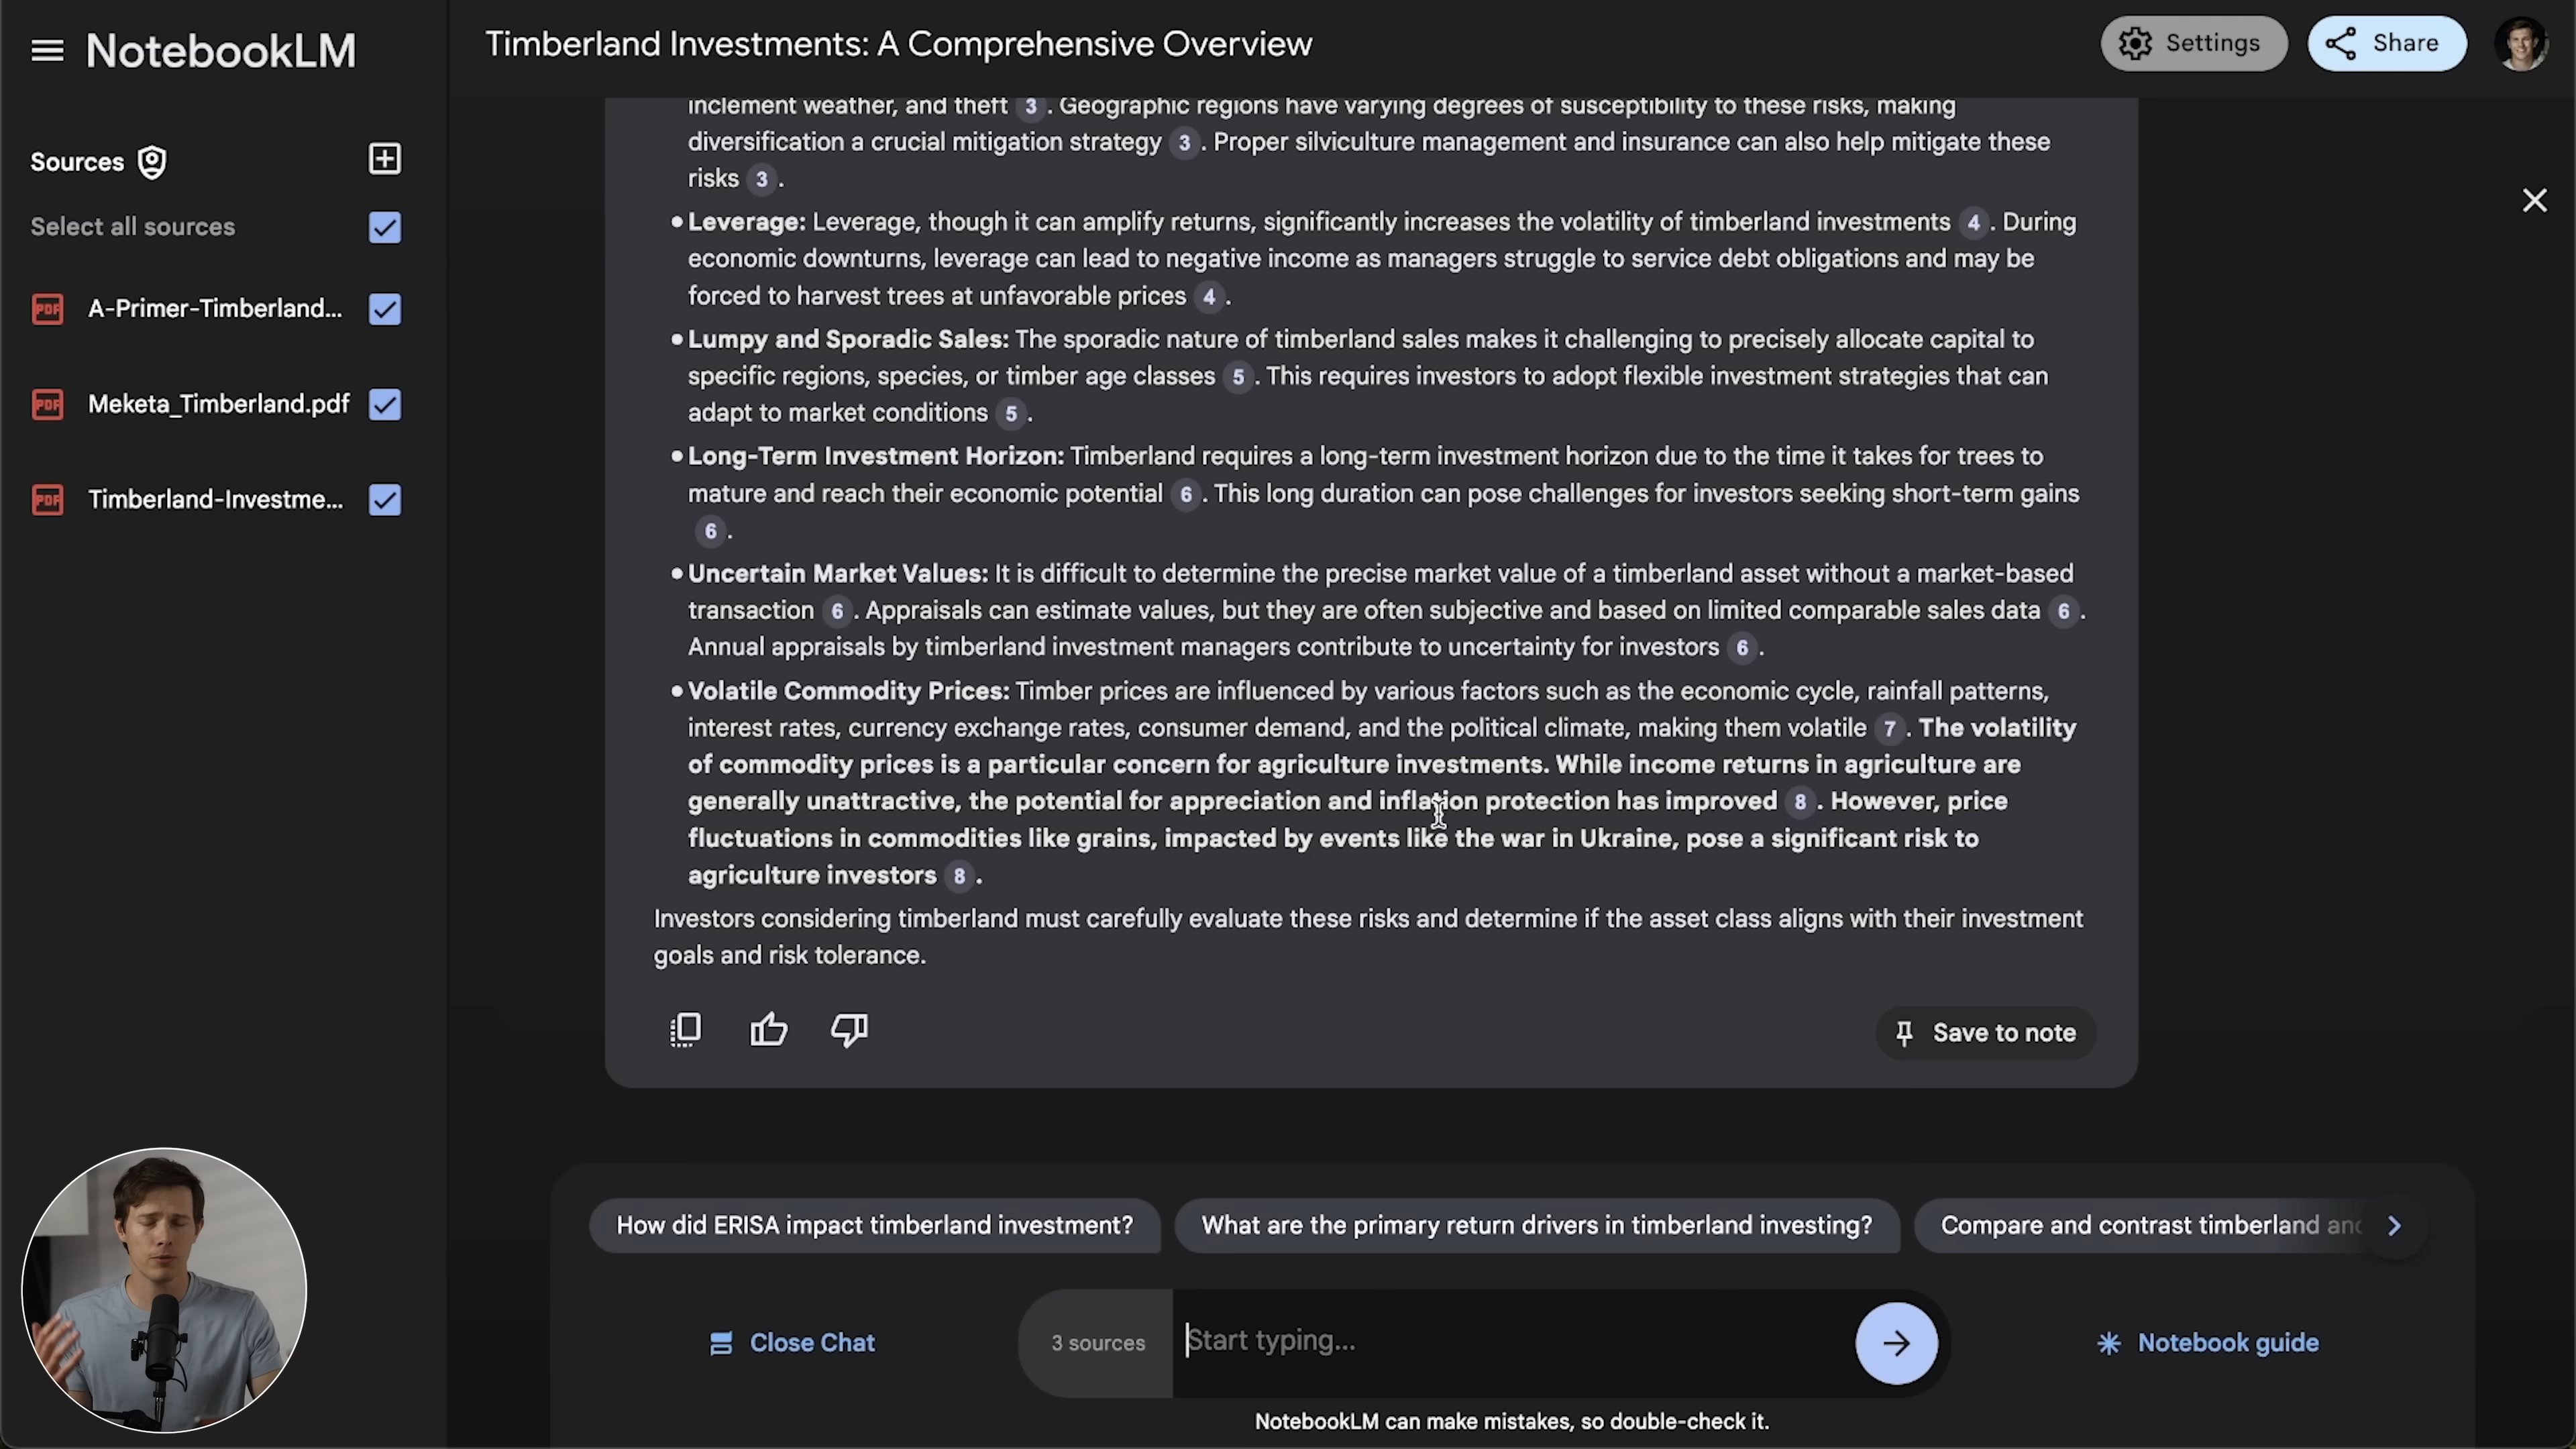 NotebookLM
Timberland Investments: A Comprehensive Overview
Settings
Share
Sources
Select all sources
PDF A-Primer-Timberland...
PDF Meketa_Timberland.pdf
PDF Timberland-Investme...
inclement weather, and theft 3 . Geographic regions have varying degrees of susceptibility to these risks, making
diversification a crucial mitigation strategy 3 . Proper silviculture management and insurance can also help mitigate these
risks 3 .
• Leverage: Leverage, though it can amplify returns, significantly increases the volatility of timberland investments 4 . During
economic downturns, leverage can lead to negative income as managers struggle to service debt obligations and may be
forced to harvest trees at unfavorable prices 4 .
• Lumpy and Sporadic Sales: The sporadic nature of timberland sales makes it challenging to precisely allocate capital to
specific regions, species, or timber age classes 5 . This requires investors to adopt flexible investment strategies that can
adapt to market conditions 5 .
• Long-Term Investment Horizon: Timberland requires a long-term investment horizon due to the time it takes for trees to
mature and reach their economic potential 6 . This long duration can pose challenges for investors seeking short-term gains
6 .
• Uncertain Market Values: It is difficult to determine the precise market value of a timberland asset without a market-based
transaction 6 . Appraisals can estimate values, but they are often subjective and based on limited comparable sales data 6 .
Annual appraisals by timberland investment managers contribute to uncertainty for investors 6 .
• Volatile Commodity Prices: Timber prices are influenced by various factors such as the economic cycle, rainfall patterns,
interest rates, currency exchange rates, consumer demand, and the political climate, making them volatile 7 . The volatility
of commodity prices is a particular concern for agriculture investments. While income returns in agriculture are
generally unattractive, the potential for appreciation and inflation protection has improved 8 . However, price
fluctuations in commodities like grains, impacted by events like the war in Ukraine, pose a significant risk to
agriculture investors 8 .
Investors considering timberland must carefully evaluate these risks and determine if the asset class aligns with their investment
goals and risk tolerance.
Save to note
How did ERISA impact timberland investment?
What are the primary return drivers in timberland investing?
Compare and contrast timberland and
Close Chat
3 sources
Start typing...
Notebook guide
NotebookLM can make mistakes, so double-check it.